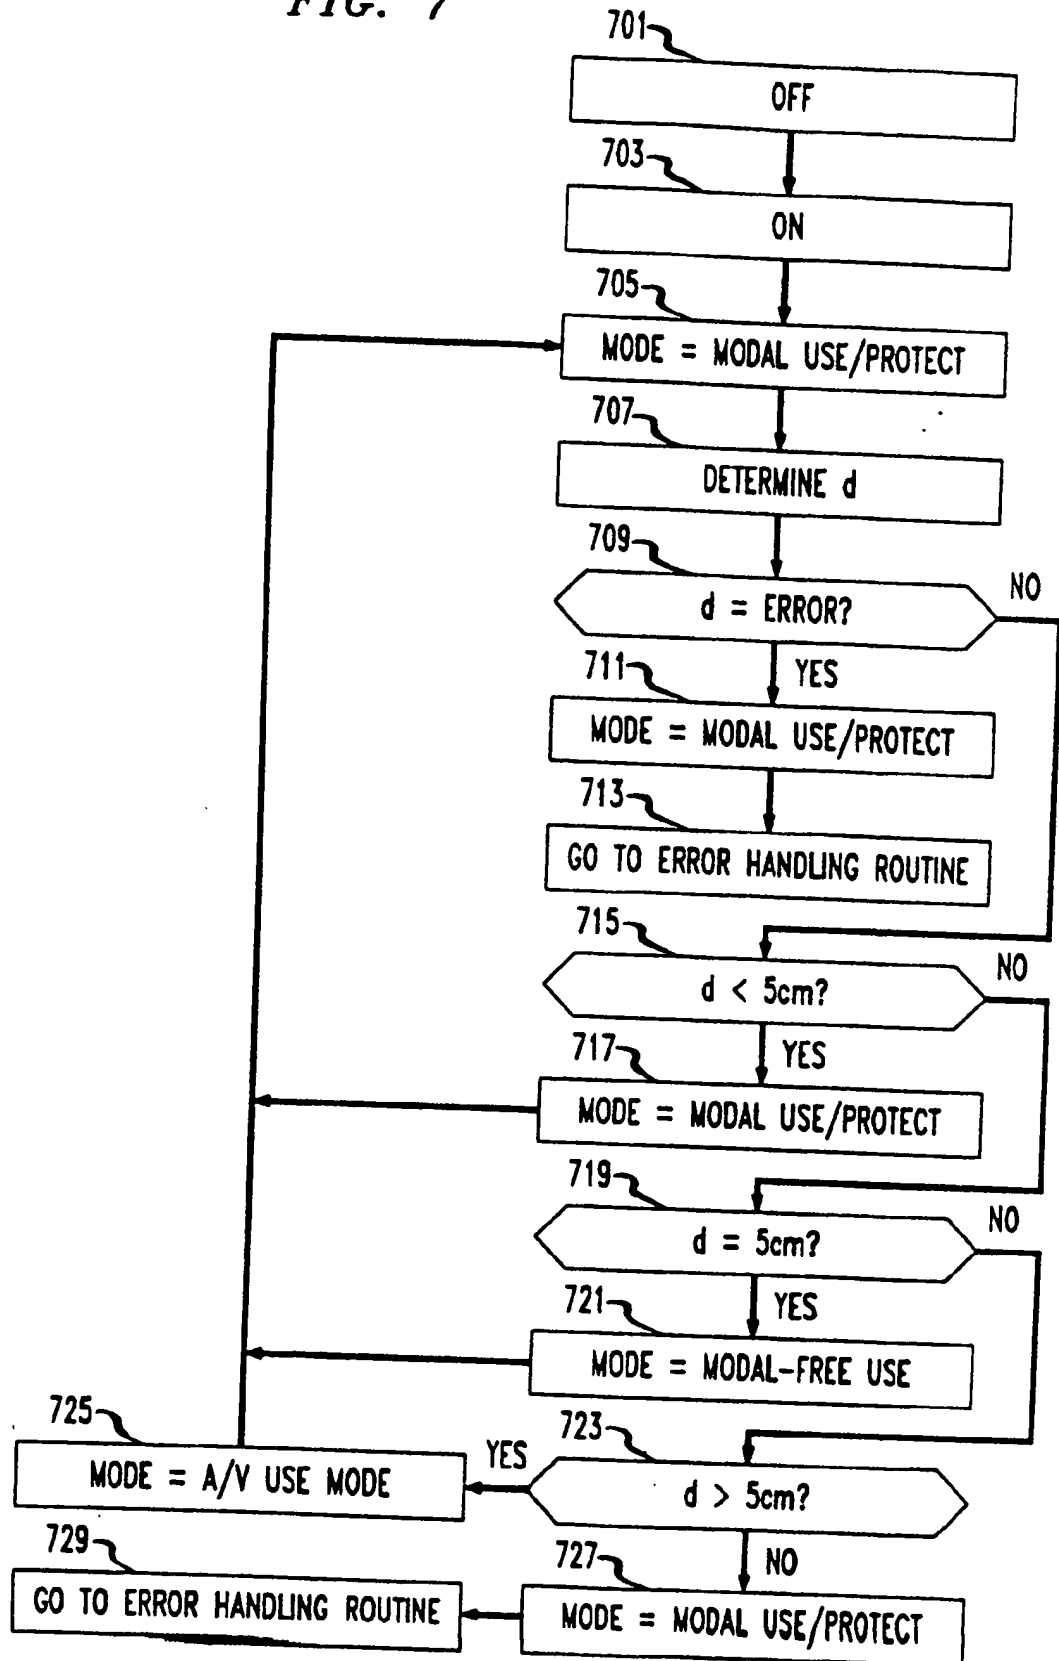 FIG. 7
701
OFF
703
ON
705
MODE = MODAL USE/PROTECT
707
DETERMINE d
709
d = ERROR?
NO
YES
711
MODE = MODAL USE/PROTECT
713
GO TO ERROR HANDLING ROUTINE
715
d < 5cm?
NO
YES
717
MODE = MODAL USE/PROTECT
719
d = 5cm?
NO
YES
721
MODE = MODAL-FREE USE
723
d > 5cm?
YES
725
MODE = A/V USE MODE
NO
727
MODE = MODAL USE/PROTECT
729
GO TO ERROR HANDLING ROUTINE